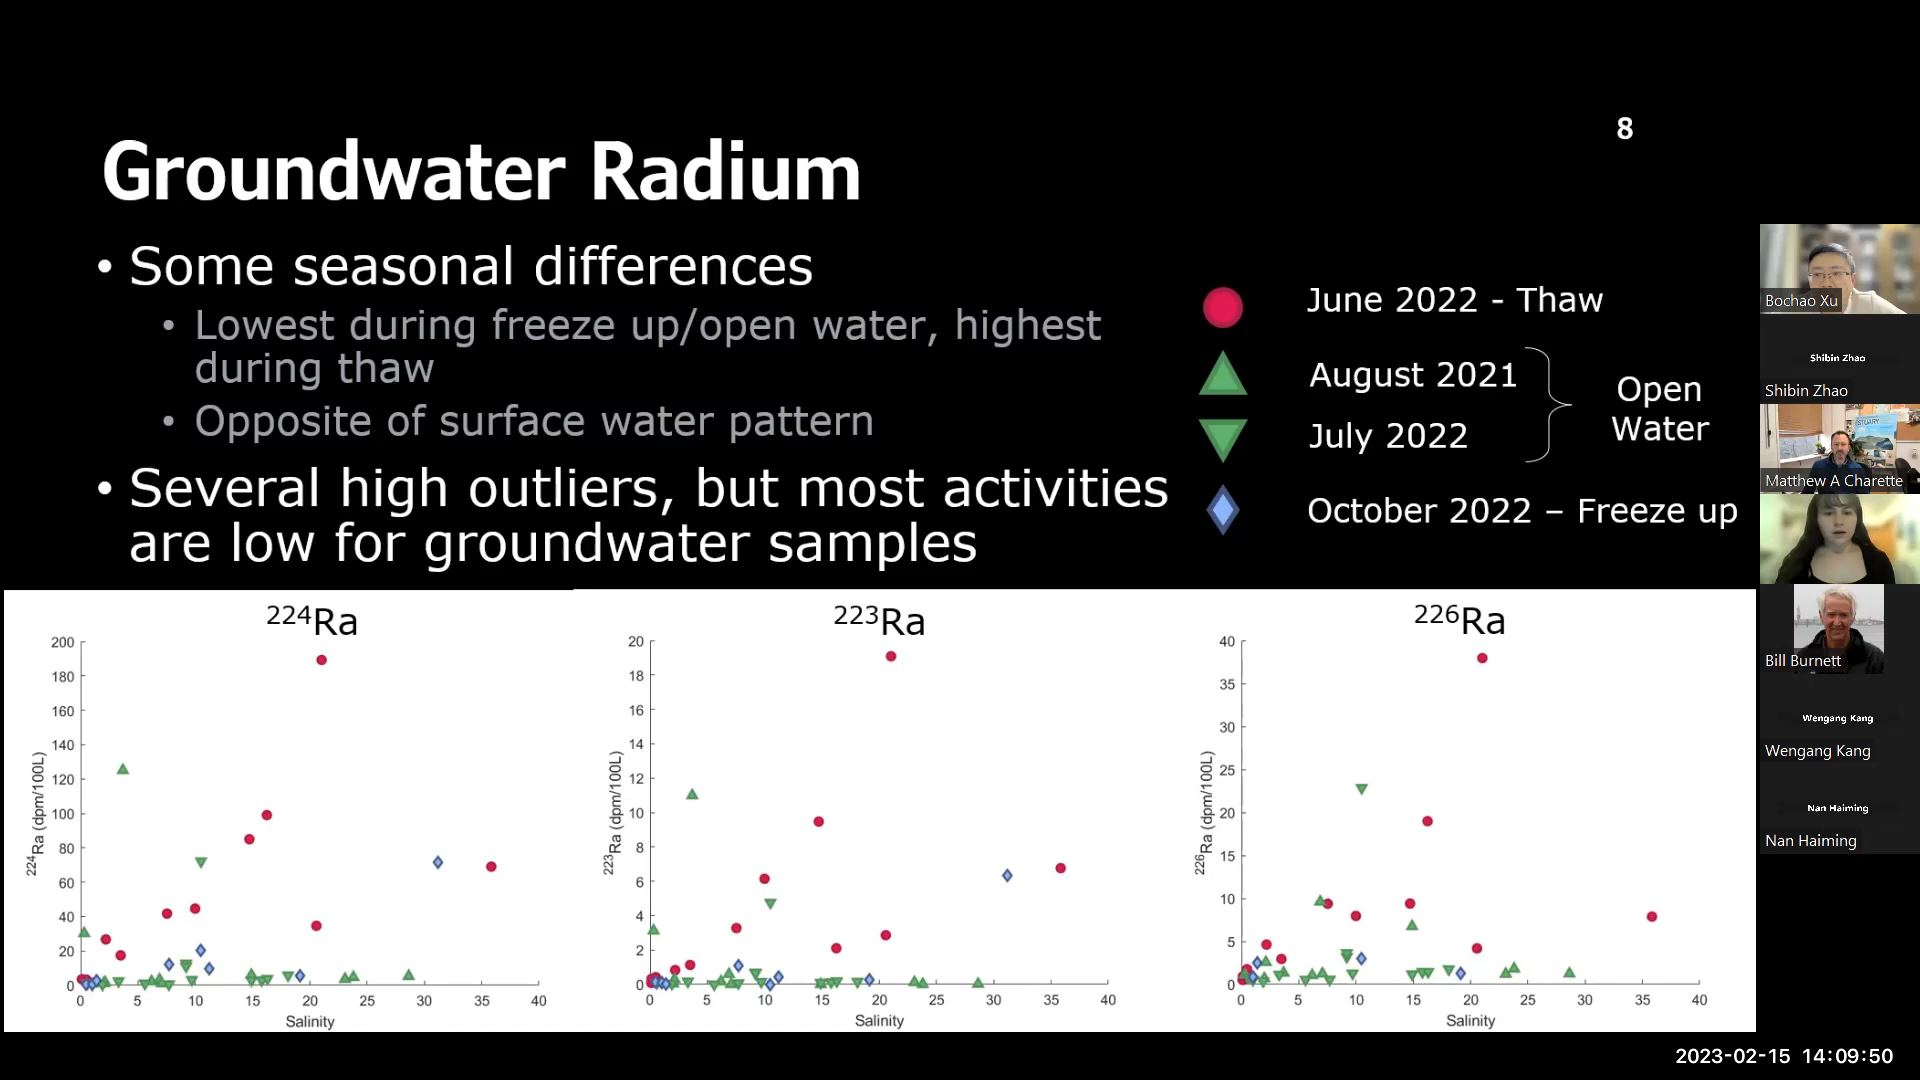 8
Groundwater Radium
• Some seasonal differences
• Lowest during freeze up/open water, highest
during thaw
• Opposite of surface water pattern
• Several high outliers, but most activities
are low for groundwater samples
June 2022 - Thaw
August 2021
July 2022
Open
Water
October 2022 – Freeze up
²²⁴Ra
200
180
160
140
120
100
80
60
40
20
0
²²⁴Ra (dpm/100L)
0 5 10 15 20 25 30 35 40
Salinity
²²³Ra
20
18
16
14
12
10
8
6
4
2
0
²²³Ra (dpm/100L)
0 5 10 15 20 25 30 35 40
Salinity
²²⁶Ra
40
35
30
25
20
15
10
5
0
²²⁶Ra (dpm/100L)
0 5 10 15 20 25 30 35 40
Salinity
Bochao Xu
Shibin Zhao
Shibin Zhao
ESTUARY
Matthew A Charette
Bill Burnett
Wengang Kang
Wengang Kang
Nan Haiming
Nan Haiming
2023-02-15 14:09:50